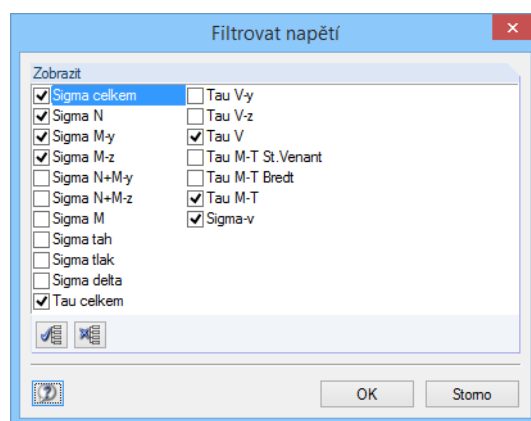 Filtrovat napětí
Zobrazit
Sigma celkem
Sigma N
Sigma M-y
Sigma M-z
Sigma N+M-y
Sigma N+M-z
Sigma M
Sigma tah
Sigma tlak
Sigma delta
Tau celkem
Tau V-y
Tau V-z
Tau V
Tau M-T St.Venant
Tau M-T Bredt
Tau M-T
Sigma-v
OK
Storno